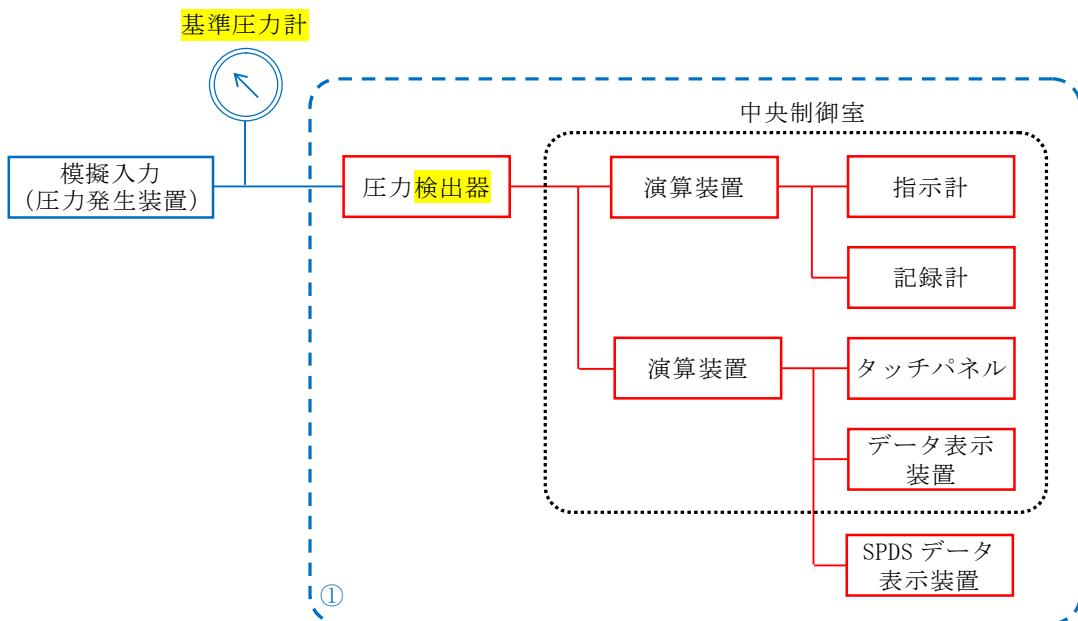 基準圧力計
中央制御室
模擬入力
（圧力発生装置）
圧力検出器
演算装置
指示計
記録計
演算装置
タッチパネル
データ表示
装置
SPDS データ
表示装置
①